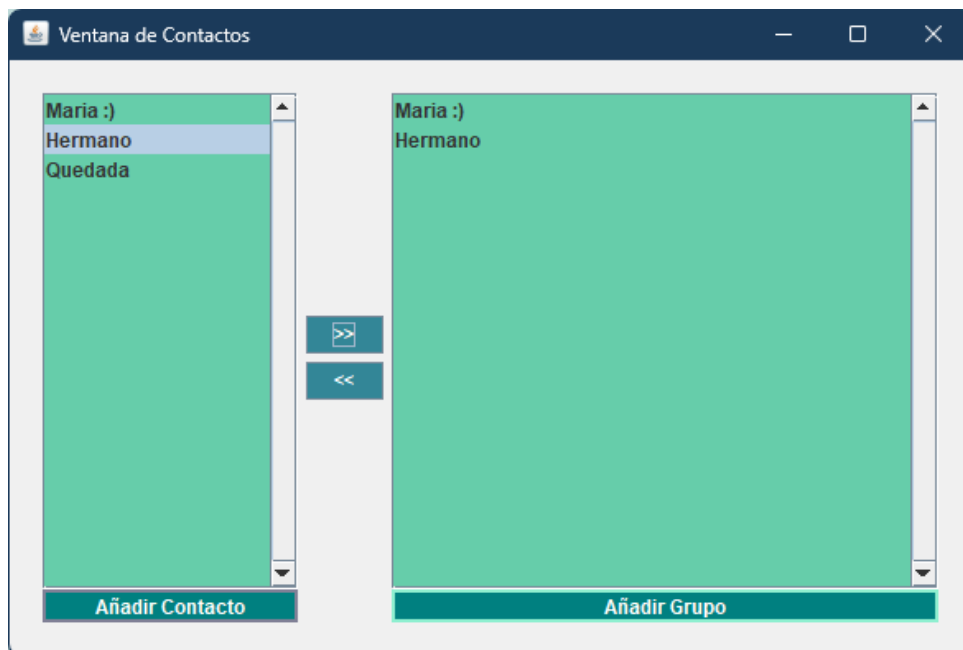 Ventana de Contactos
Maria :)
Hermano
Quedada
>>
<<
Maria :)
Hermano
Añadir Contacto
Añadir Grupo